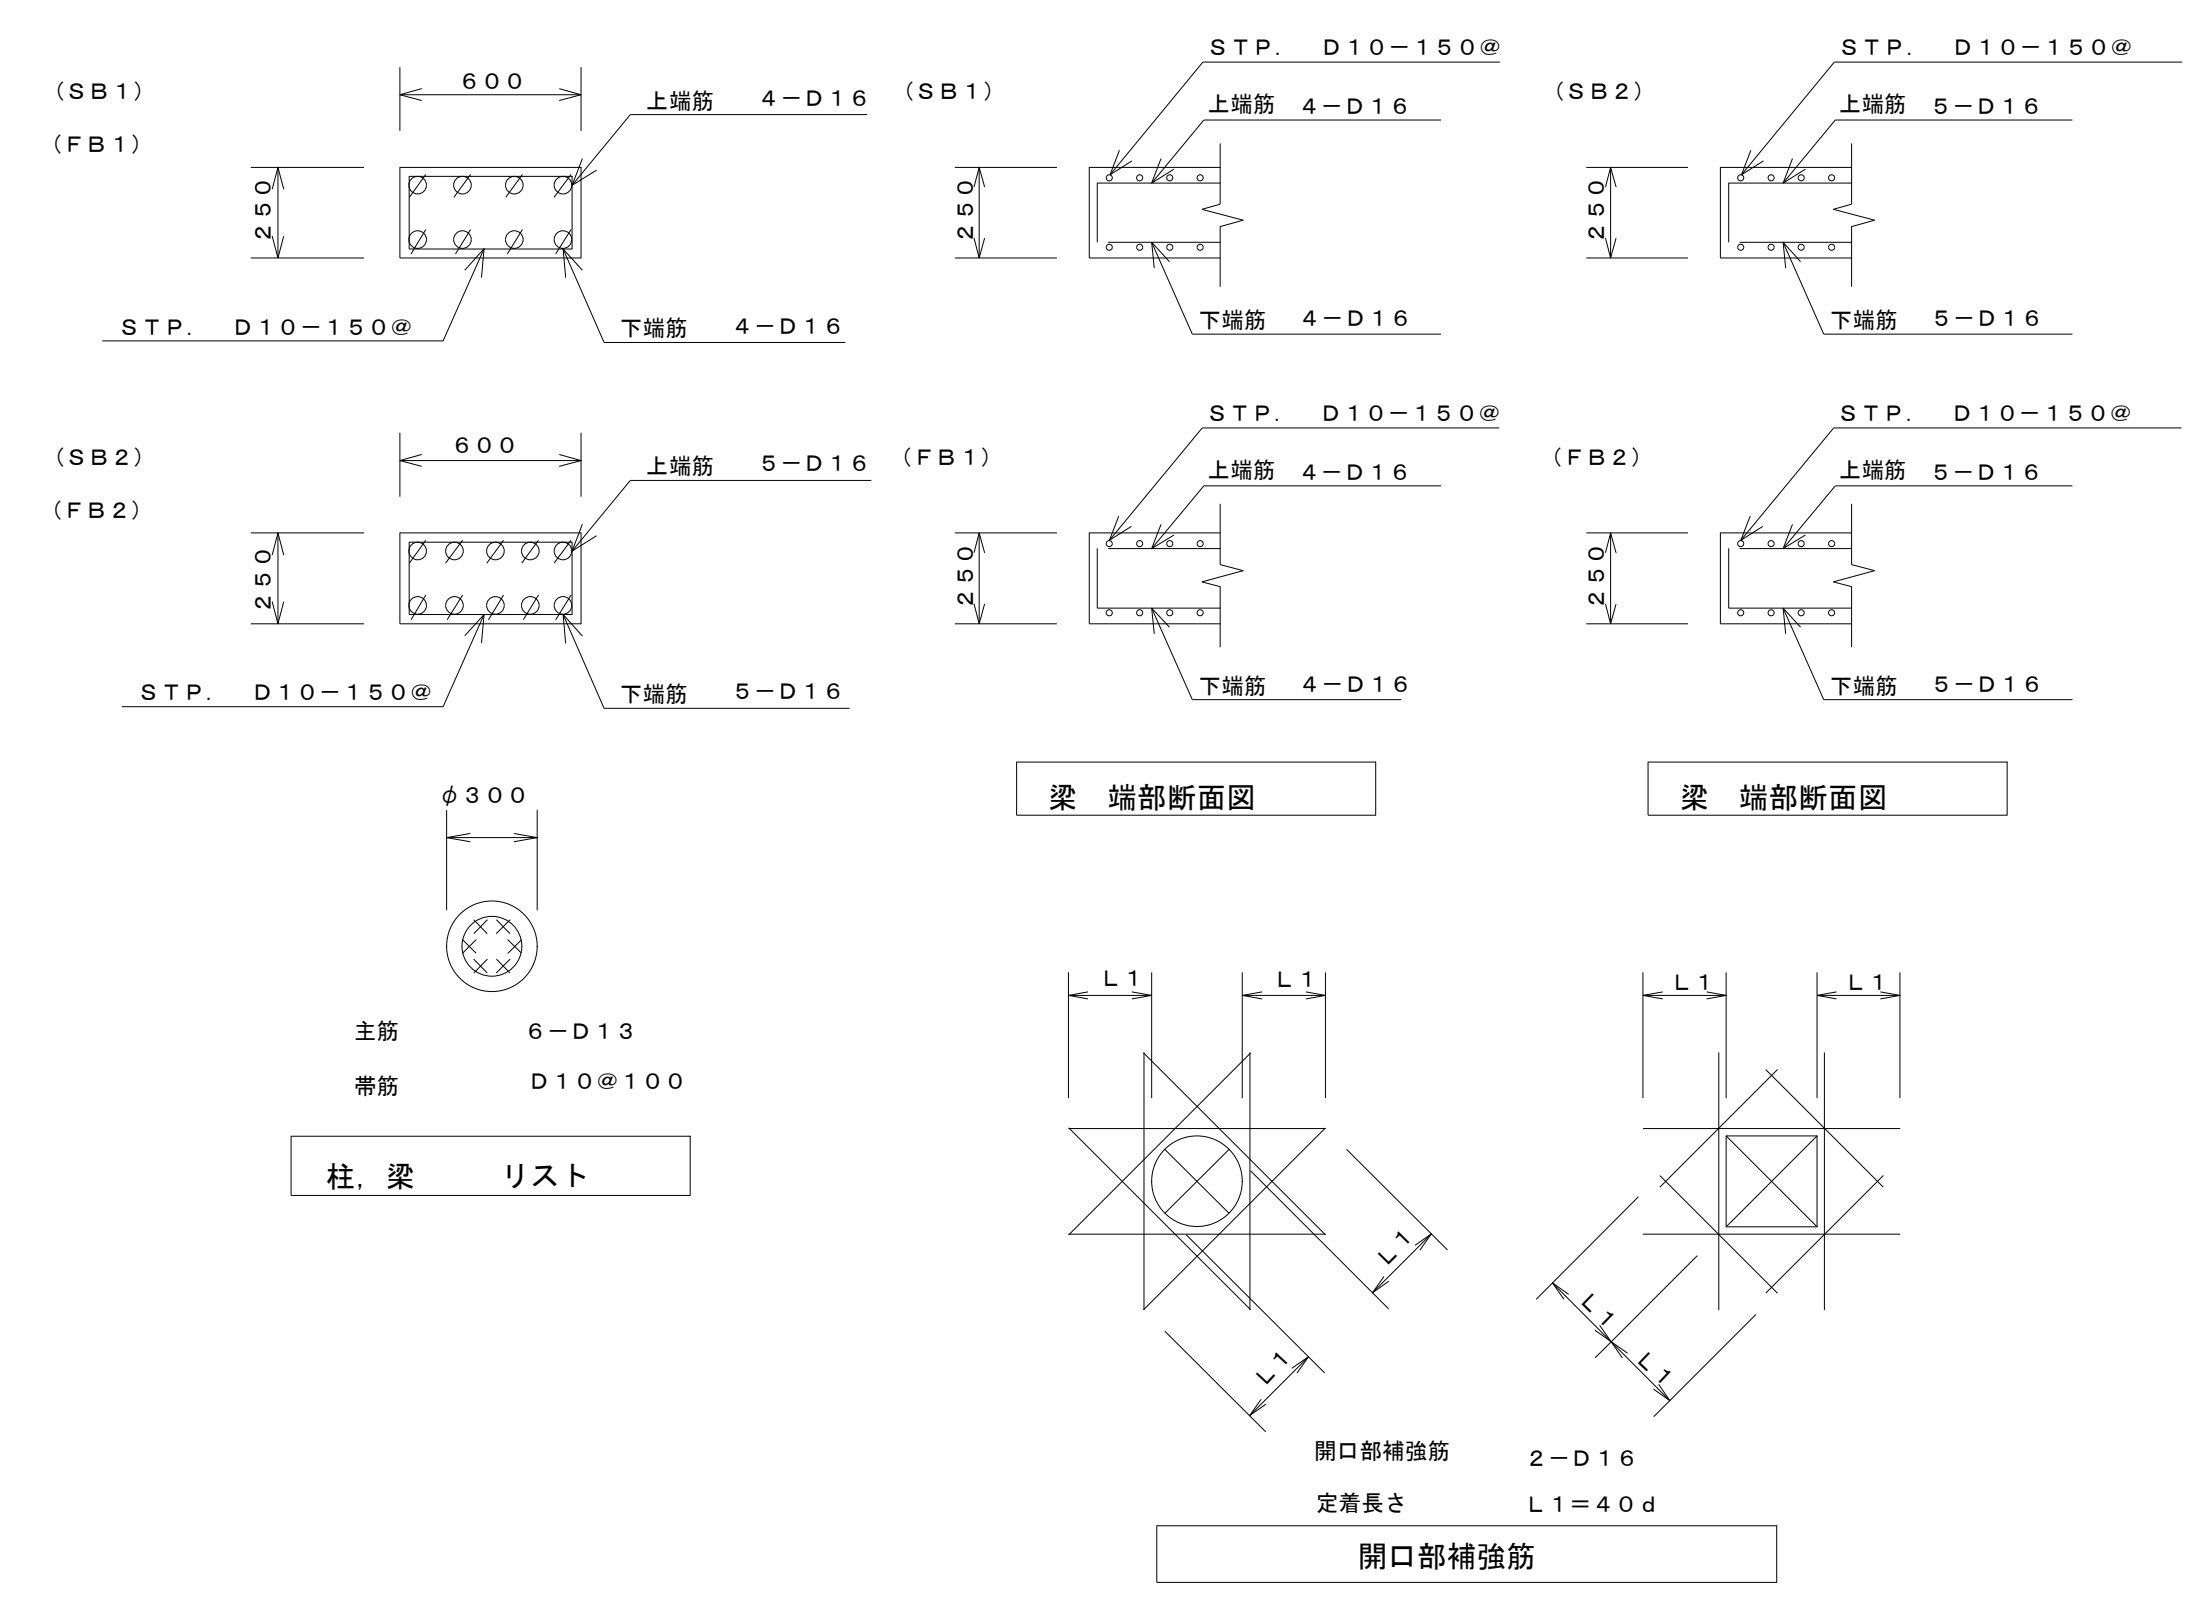 （ＳＢ１）
（ＦＢ１）
６００
上端筋　４－Ｄ１６
２５０
ＳＴＰ．　Ｄ１０－１５０＠
下端筋　４－Ｄ１６
（ＳＢ１）
ＳＴＰ．　Ｄ１０－１５０＠
上端筋　４－Ｄ１６
２５０
下端筋　４－Ｄ１６
（ＳＢ２）
ＳＴＰ．　Ｄ１０－１５０＠
上端筋　５－Ｄ１６
２５０
下端筋　５－Ｄ１６
（ＳＢ２）
（ＦＢ２）
６００
上端筋　５－Ｄ１６
２５０
ＳＴＰ．　Ｄ１０－１５０＠
下端筋　５－Ｄ１６
（ＦＢ１）
ＳＴＰ．　Ｄ１０－１５０＠
上端筋　４－Ｄ１６
２５０
下端筋　４－Ｄ１６
（ＦＢ２）
ＳＴＰ．　Ｄ１０－１５０＠
上端筋　５－Ｄ１６
２５０
下端筋　５－Ｄ１６
梁　端部断面図
梁　端部断面図
φ３００
主筋　６－Ｄ１３
帯筋　Ｄ１０＠１００
柱，梁　リスト
Ｌ１
Ｌ１
Ｌ１
Ｌ１
Ｌ１
Ｌ１
Ｌ１
Ｌ１
開口部補強筋　２－Ｄ１６
定着長さ　Ｌ１＝４０ｄ
開口部補強筋